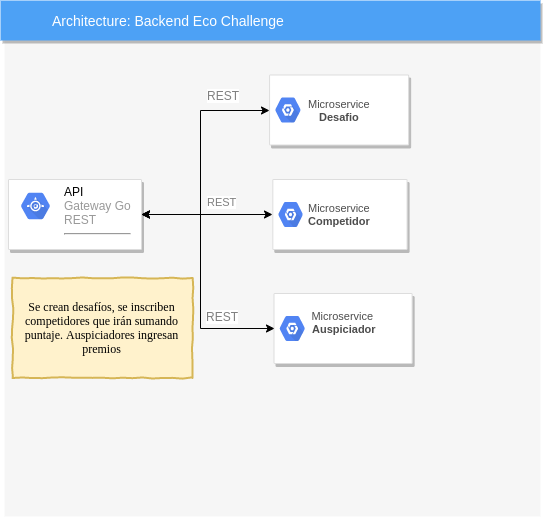 Architecture: Backend Eco Challenge
REST
Microservice
Desafio
API
Gateway Go
REST
REST
Microservice
Competidor
REST
Microservice
Auspiciador
Se crean desafíos, se inscriben
competidores que irán sumando
puntaje. Auspiciadores ingresan
premios